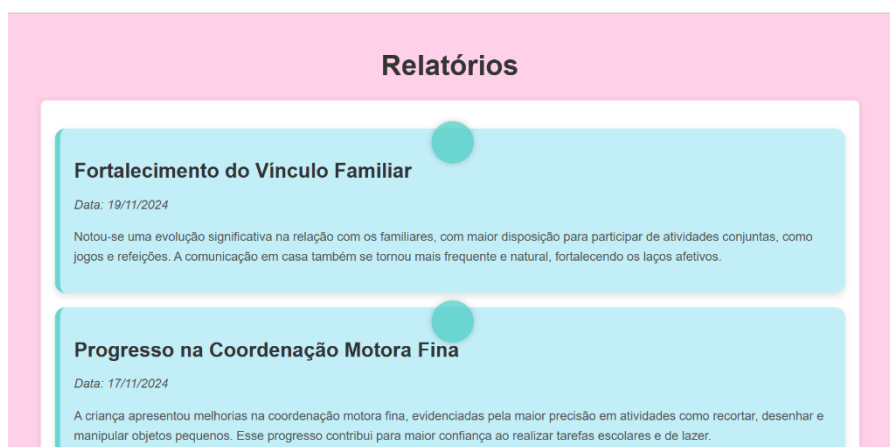 Relatórios
Fortalecimento do Vínculo Familiar
Data: 19/11/2024
Notou-se uma evolução significativa na relação com os familiares, com maior disposição para participar de atividades conjuntas, como
jogos e refeições. A comunicação em casa também se tornou mais frequente e natural, fortalecendo os laços afetivos.
Progresso na Coordenação Motora Fina
Data: 17/11/2024
A criança apresentou melhorias na coordenação motora fina, evidenciadas pela maior precisão em atividades como recortar, desenhar e
manipular objetos pequenos. Esse progresso contribui para maior confiança ao realizar tarefas escolares e de lazer.